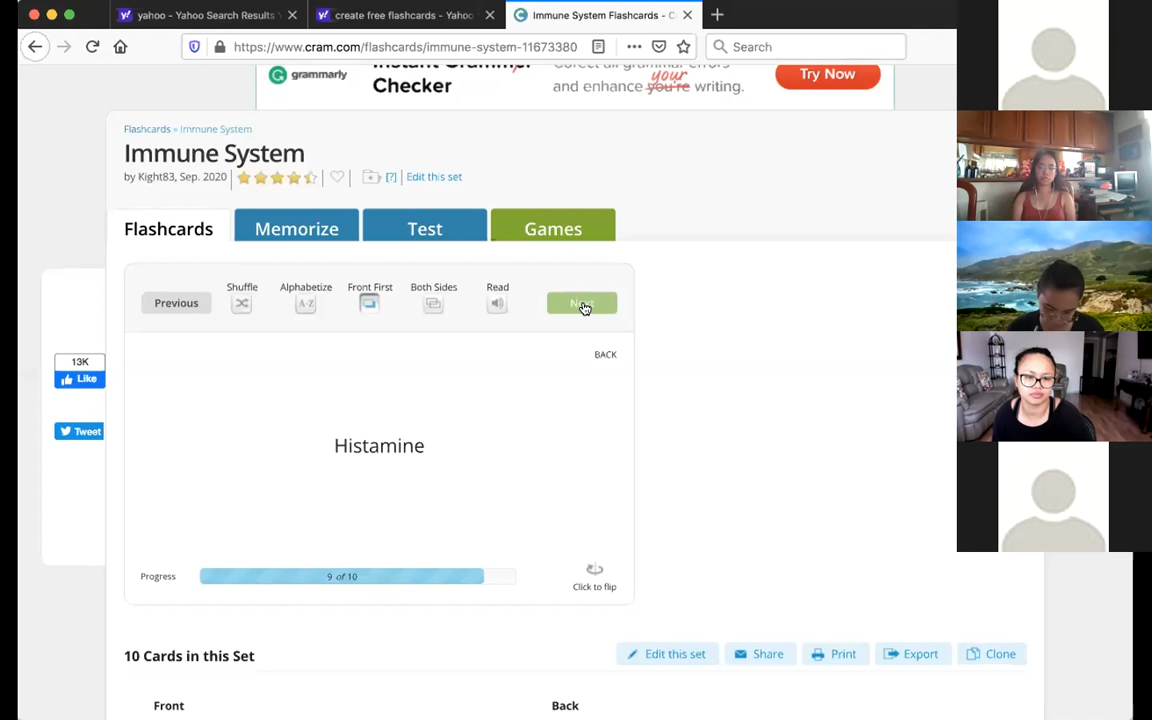 yahoo - Yahoo Search Results
create free flashcards - Yahoo
Immune System Flashcards - C
https://www.cram.com/flashcards/immune-system-11673380
Search
grammarly
Checker
and enhance you're writing.
your
Try Now
Flashcards » Immune System
Immune System
by Kight83, Sep. 2020
[?]
Edit this set
Flashcards
Memorize
Test
Games
Previous
Shuffle
Alphabetize
A-Z
Front First
Both Sides
Read
BACK
13K
Like
Tweet
Histamine
Progress
9 of 10
Click to flip
10 Cards in this Set
Edit this set
Share
Print
Export
Clone
Front
Back